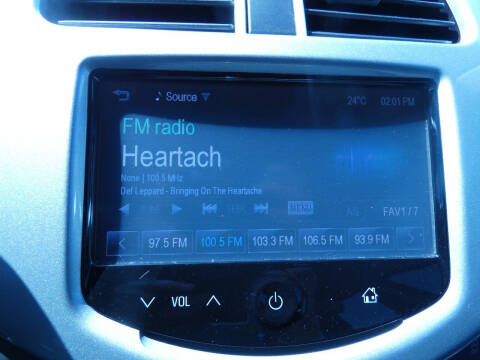 Source
24°C 02:01 PM
FM radio
Heartach
None | 100.5 MHz
Def Leppard - Bringing On The Heartache
MENU
FAV1/7
97.5 FM 100.5 FM 103.3 FM 106.5 FM 93.9 FM
VOL